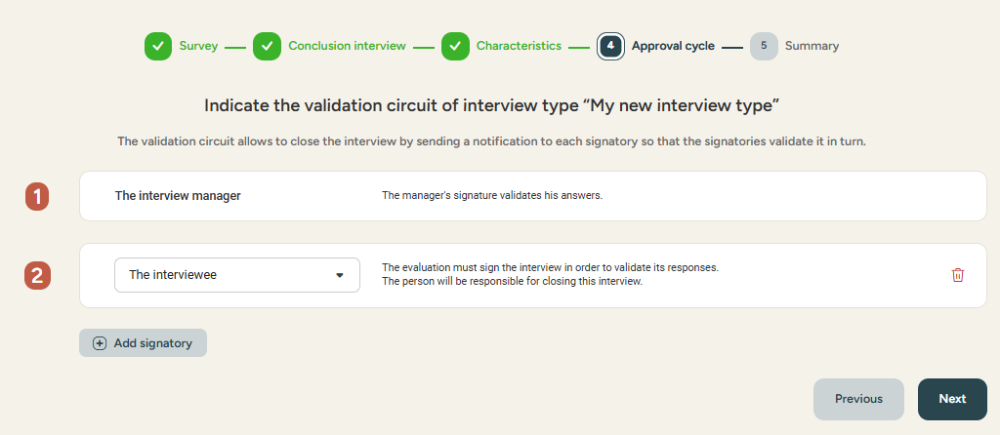 Survey
Conclusion interview
Characteristics
4 Approval cycle
5 Summary
Indicate the validation circuit of interview type “My new interview type”
The validation circuit allows to close the interview by sending a notification to each signatory so that the signatories validate it in turn.
1
The interview manager
The manager's signature validates his answers.
2
The interviewee
The evaluation must sign the interview in order to validate its responses.
The person will be responsible for closing this interview.
Add signatory
Previous
Next